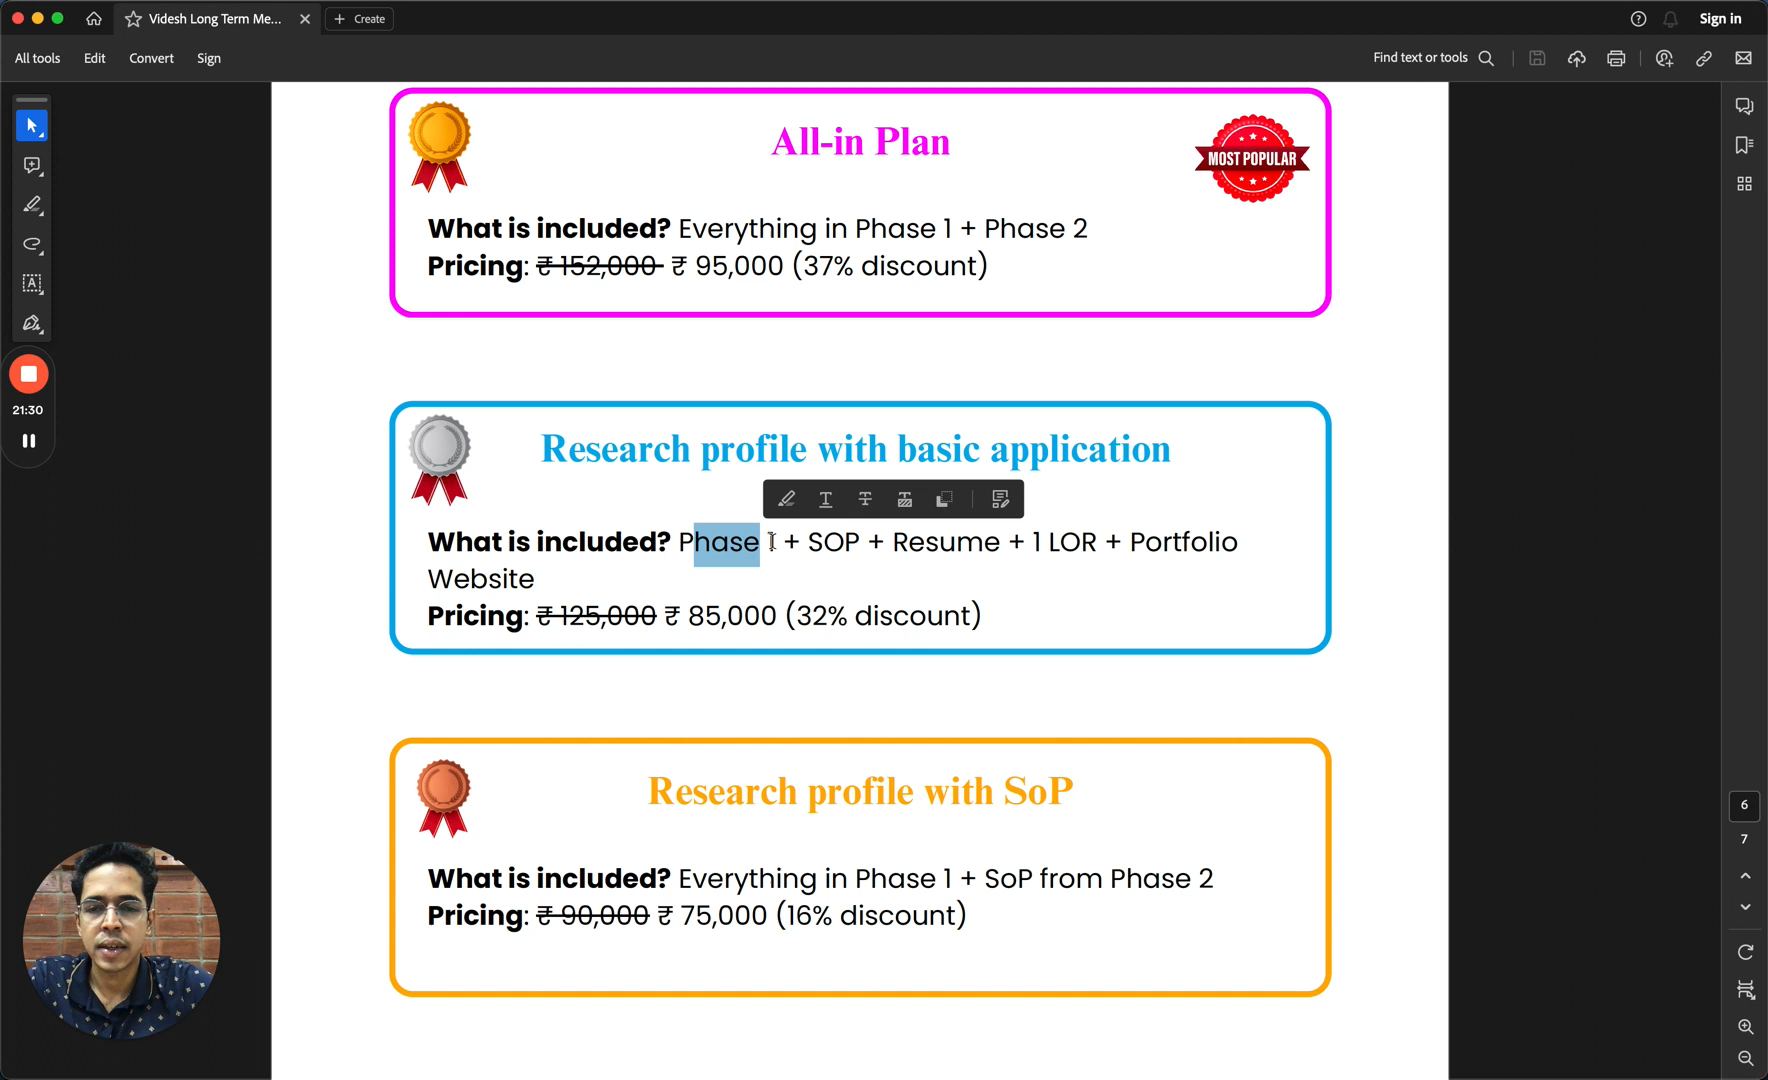 Videsh Long Term Me...
Create
Sign in
All tools
Edit
Convert
Sign
Find text or tools
All-in Plan
MOST POPULAR
What is included? Everything in Phase 1 + Phase 2
Pricing: ₹ 152,000 ₹ 95,000 (37% discount)
21:30
Research profile with basic application
What is included? Phase 1 + SOP + Resume + 1 LOR + Portfolio
Website
Pricing: ₹ 125,000 ₹ 85,000 (32% discount)
Research profile with SoP
What is included? Everything in Phase 1 + SoP from Phase 2
Pricing: ₹ 90,000 ₹ 75,000 (16% discount)
6
7